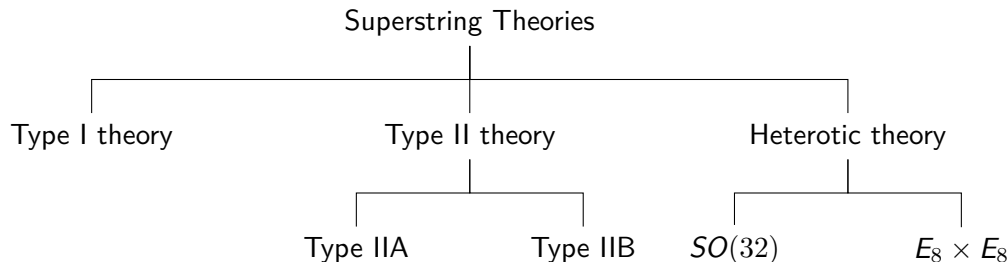 Superstring Theories
Type I theory Type II theory Heterotic theory
Type IIA Type IIB SO(32) E₈ × E₈